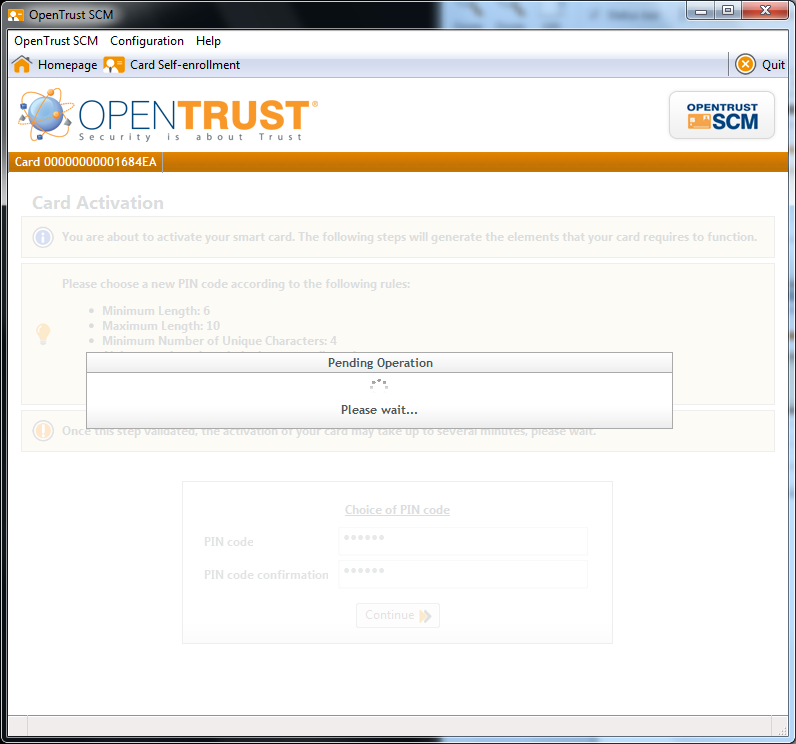 OpenTrust SCM
OpenTrust SCM Configuration Help
Homepage Card Self-enrollment Quit
OPENTRUST®
Security is about Trust
OPENTRUST
SCM
Card 00000000001684EA
Card Activation
You are about to activate your smart card. The following steps will generate the elements that your card requires to function.
Please choose a new PIN code according to the following rules:
• Minimum Length: 6
• Maximum Length: 10
• Minimum Number of Unique Characters: 4
Pending Operation
Please wait...
Once this step validated, the activation of your card may take up to several minutes, please wait.
Choice of PIN code
PIN code ••••••
PIN code confirmation ••••••
Continue